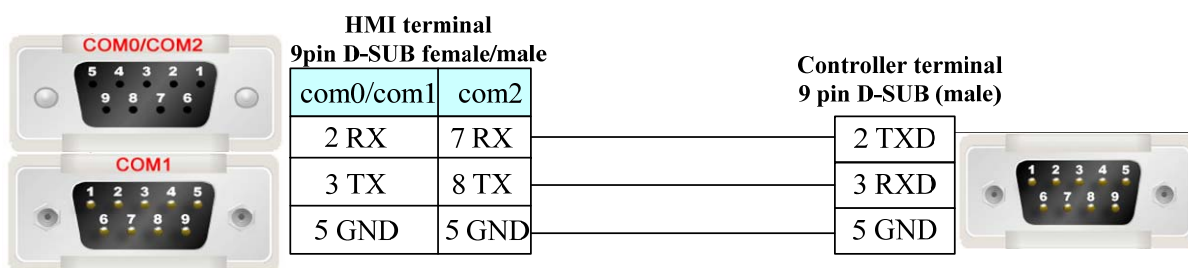 HMI terminal
9pin D-SUB female/male
COM0/COM2
5 4 3 2 1
9 8 7 6
COM1
1 2 3 4 5
6 7 8 9
com0/com1 com2
2 RX 7 RX
3 TX 8 TX
5 GND 5 GND
Controller terminal
9 pin D-SUB (male)
2 TXD
3 RXD
5 GND
1 2 3 4 5
6 7 8 9